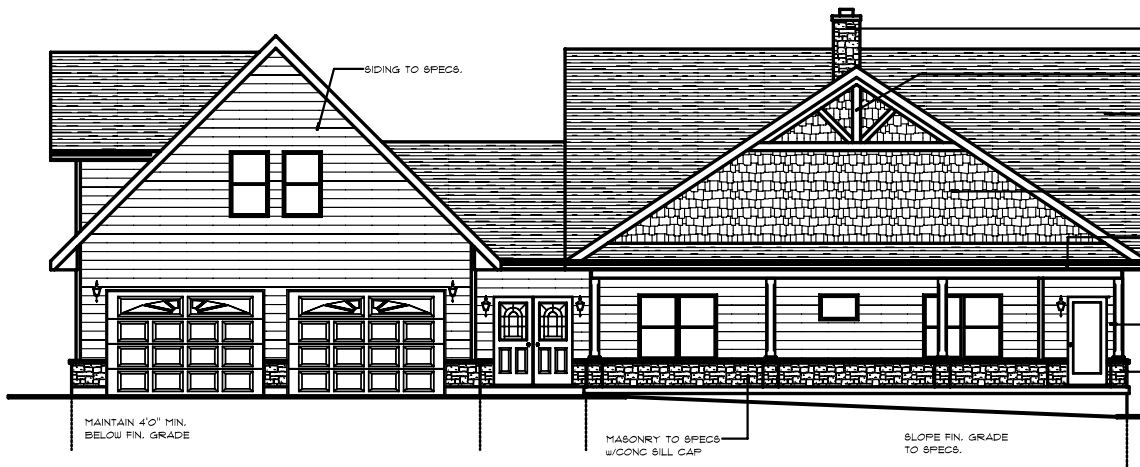 SIDING TO SPECS.
MAINTAIN 4'0" MIN.
BELOW FIN. GRADE
MASONRY TO SPECS
W/CONC SILL CAP
SLOPE FIN. GRADE
TO SPECS.